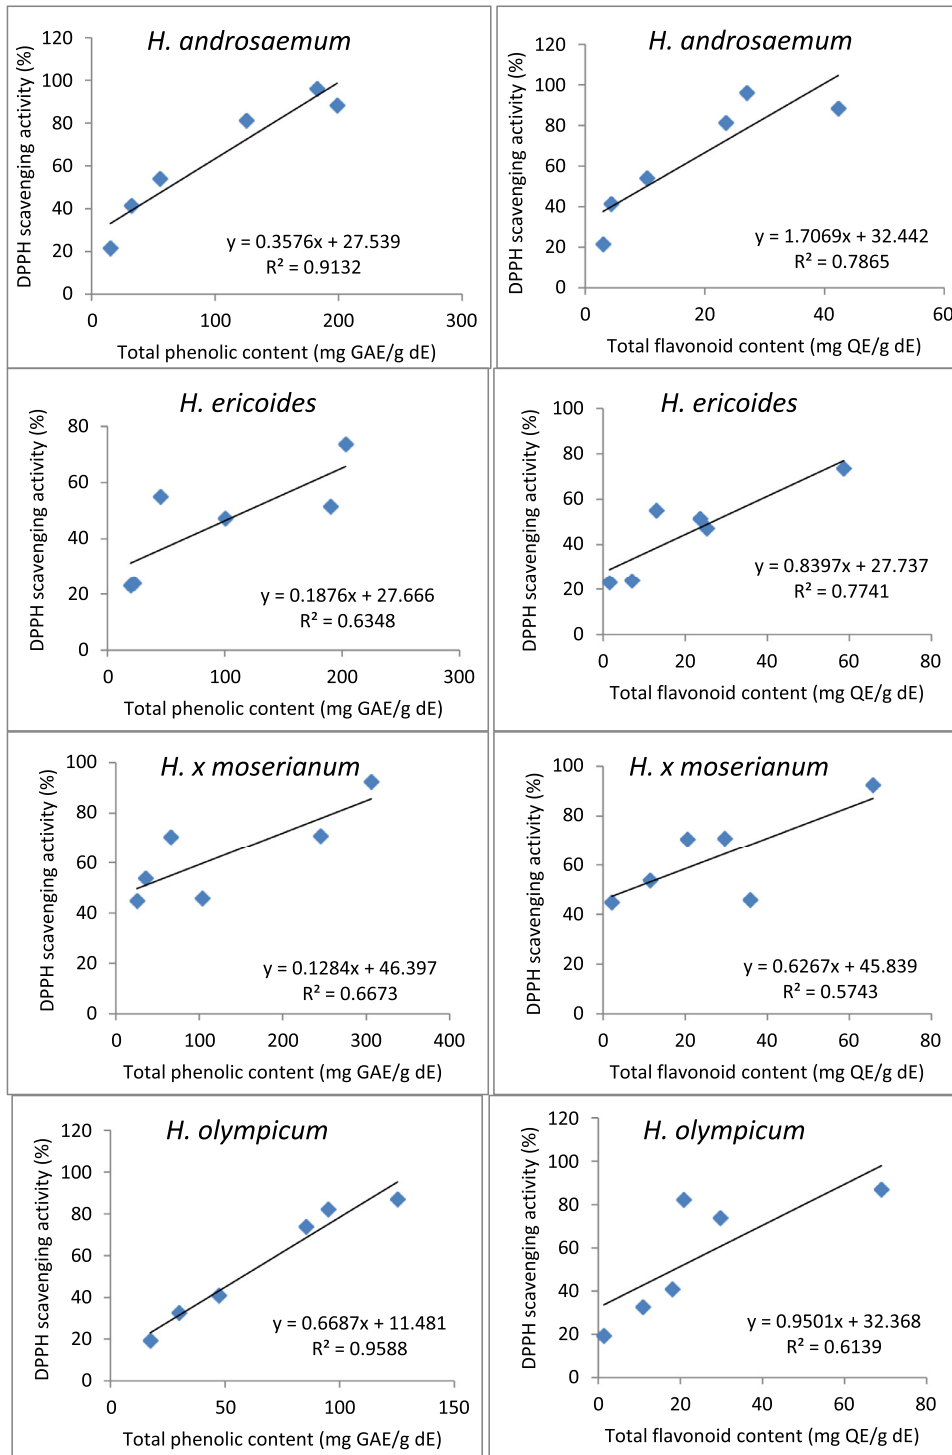 H. androsaemum
DPPH scavenging activity (%)
120
100
80
60
40
20
0
y = 0.3576x + 27.539
R² = 0.9132
0 100 200 300
Total phenolic content (mg GAE/g dE)
H. androsaemum
DPPH scavenging activity (%)
120
100
80
60
40
20
0
y = 1.7069x + 32.442
R² = 0.7865
0 20 40 60
Total flavonoid content (mg QE/g dE)
H. ericoides
DPPH scavenging activity (%)
80
60
40
20
0
y = 0.1876x + 27.666
R² = 0.6348
0 100 200 300
Total phenolic content (mg GAE/g dE)
H. ericoides
DPPH scavenging activity (%)
100
80
60
40
20
0
y = 0.8397x + 27.737
R² = 0.7741
0 20 40 60 80
Total flavonoid content (mg QE/g dE)
H. x moserianum
DPPH scavenging activity (%)
100
80
60
40
20
0
y = 0.1284x + 46.397
R² = 0.6673
0 100 200 300 400
Total phenolic content (mg GAE/g dE)
H. x moserianum
DPPH scavenging activity (%)
100
80
60
40
20
0
y = 0.6267x + 45.839
R² = 0.5743
0 20 40 60 80
Total flavonoid content (mg QE/g dE)
H. olympicum
DPPH scavenging activity (%)
120
100
80
60
40
20
0
y = 0.6687x + 11.481
R² = 0.9588
0 50 100 150
Total phenolic content (mg GAE/g dE)
H. olympicum
DPPH scavenging activity (%)
120
100
80
60
40
20
0
y = 0.9501x + 32.368
R² = 0.6139
0 20 40 60 80
Total flavonoid content (mg QE/g dE)